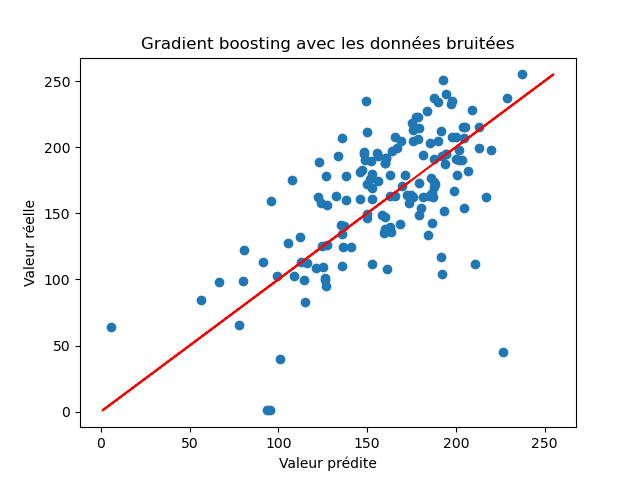 Gradient boosting avec les données bruitées
Valeur réelle
250
200
150
100
50
0
0 50 100 150 200 250
Valeur prédite